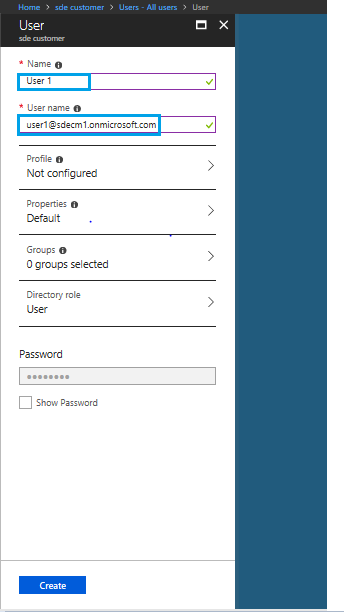 Home > sde customer > Users - All users > User
User
sde customer
* Name
User 1
* User name
user1@sdecm1.onmicrosoft.com
Profile
Not configured
Properties
Default
Groups
0 groups selected
Directory role
User
Password
Show Password
Create